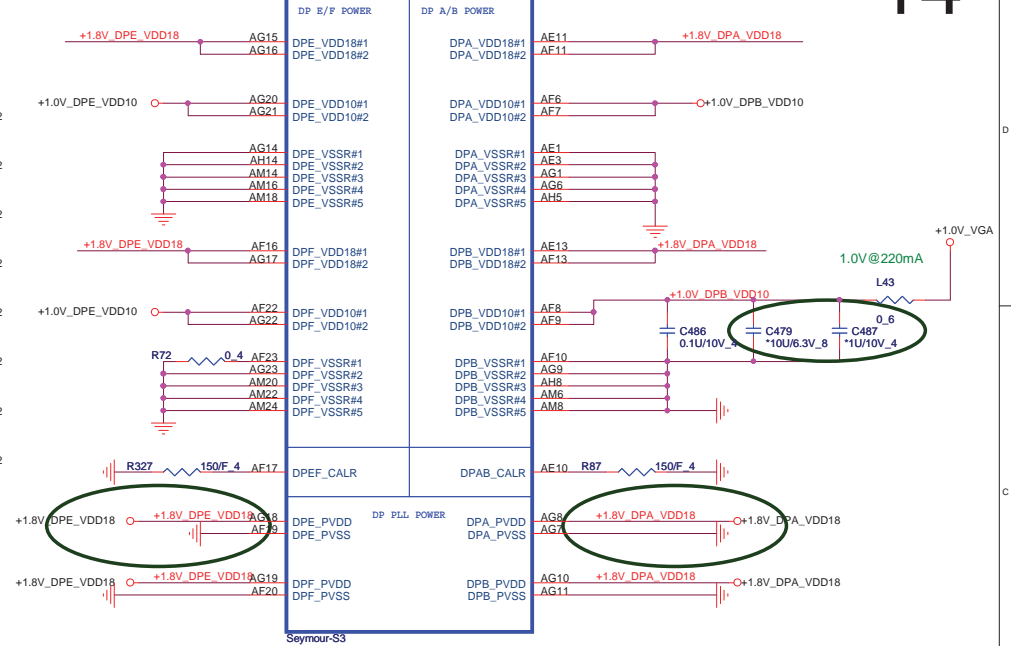 DP E/F POWER DP A/B POWER
+1.8V_DPE_VDD18 AG15 DPE_VDD18#1 DPA_VDD18#1 AE11 +1.8V_DPA_VDD18
AG16 DPE_VDD18#2 DPA_VDD18#2 AF11
+1.0V_DPE_VDD10 AG20 DPE_VDD10#1 DPA_VDD10#1 AF6 +1.0V_DPB_VDD10
AG21 DPE_VDD10#2 DPA_VDD10#2 AF7
D
AG14 DPE_VSSR#1 DPA_VSSR#1 AE1
AH14 DPE_VSSR#2 DPA_VSSR#2 AE3
AM14 DPE_VSSR#3 DPA_VSSR#3 AG1
AM16 DPE_VSSR#4 DPA_VSSR#4 AG6
AM18 DPE_VSSR#5 DPA_VSSR#5 AH5
+1.0V_VGA
+1.8V_DPE_VDD18 AF16 DPF_VDD18#1 DPB_VDD18#1 AE13 +1.8V_DPA_VDD18
AG17 DPF_VDD18#2 DPB_VDD18#2 AF13
1.0V@220mA
L43
+1.0V_DPB_VDD10
+1.0V_DPE_VDD10 AF22 DPF_VDD10#1 DPB_VDD10#1 AF8
AG22 DPF_VDD10#2 DPB_VDD10#2 AF9
0_6
C486 C479 C487
0.1U/10V_4 *10U/6.3V_8 *1U/10V_4
R72 0_4 AF23 DPF_VSSR#1 DPB_VSSR#1 AF10
AG23 DPF_VSSR#2 DPB_VSSR#2 AG9
AM20 DPF_VSSR#3 DPB_VSSR#3 AH8
AM22 DPF_VSSR#4 DPB_VSSR#4 AM6
AM24 DPF_VSSR#5 DPB_VSSR#5 AM8
R327 150/F_4 AF17 DPEF_CALR DPAB_CALR AE10 R87 150/F_4
C
DP PLL POWER
+1.8V_DPE_VDD18 +1.8V_DPE_VDD18 AG18 DPE_PVDD DPA_PVDD AG8 +1.8V_DPA_VDD18 +1.8V_DPA_VDD18
AF19 DPE_PVSS DPA_PVSS AG7
+1.8V_DPE_VDD18 +1.8V_DPE_VDD18 AG19 DPF_PVDD DPB_PVDD AG10 +1.8V_DPA_VDD18 +1.8V_DPA_VDD18
AF20 DPF_PVSS DPB_PVSS AG11
Seymour-S3